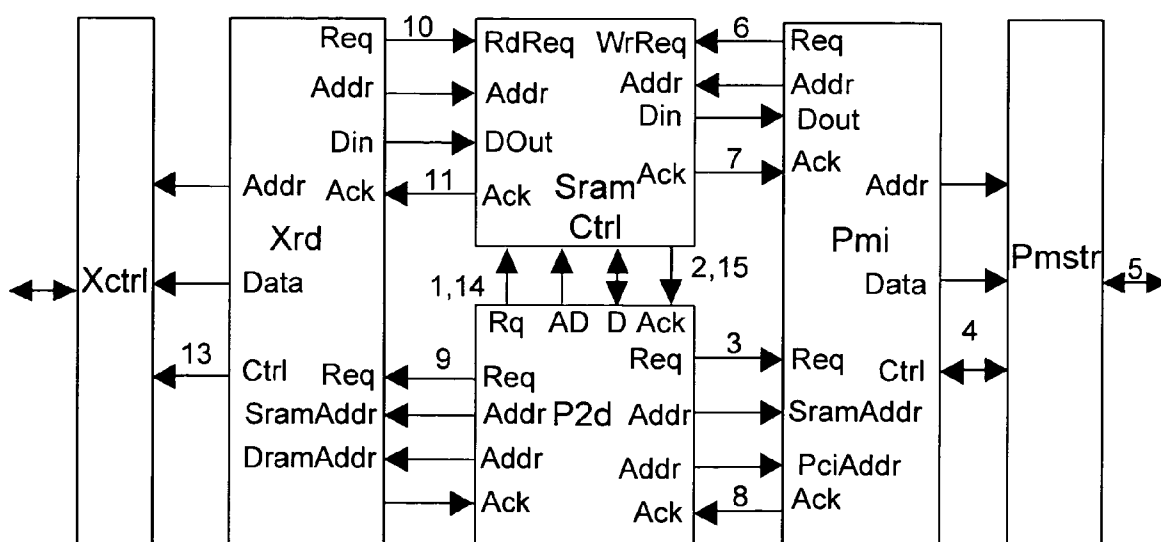 Req 10 RdReq WrReq 6 Req
Addr Addr Addr Addr
Din DOut Din Dout
Addr Ack 11 Ack Ack 7 Ack Addr
Xrd Sram Ctrl Pmi
Xctrl Data 1,14 2,15 Data Pmstr 5
Rq AD D Ack
13 Ctrl Req 9 Req Req 3 Req Ctrl 4
SramAddr Addr P2d Addr SramAddr
DramAddr Addr Addr PciAddr
Ack Ack 8 Ack